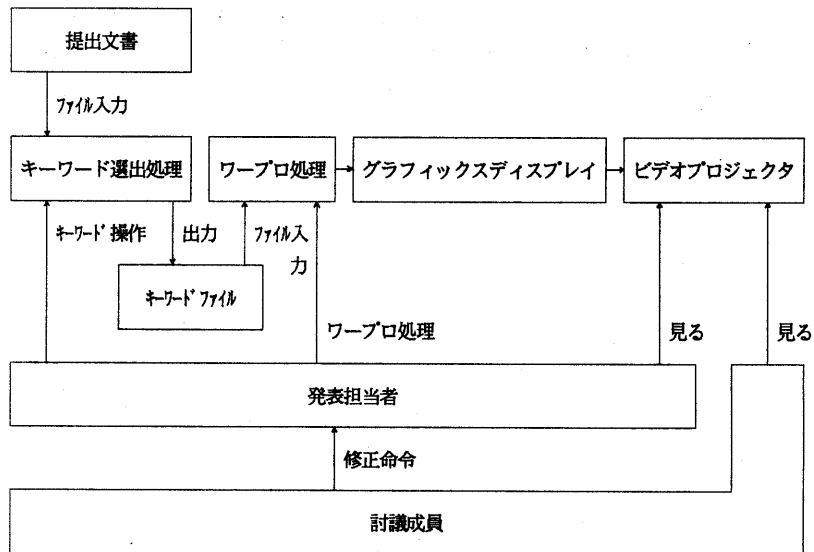 提出文書
ファイル入力
キーワード選出処理
ワープロ処理
グラフィックスディスプレイ
ビデオプロジェクタ
キーワード操作
出力
ファイル入
力
キーワードファイル
ワープロ処理
見る
見る
発表担当者
修正命令
討議成員